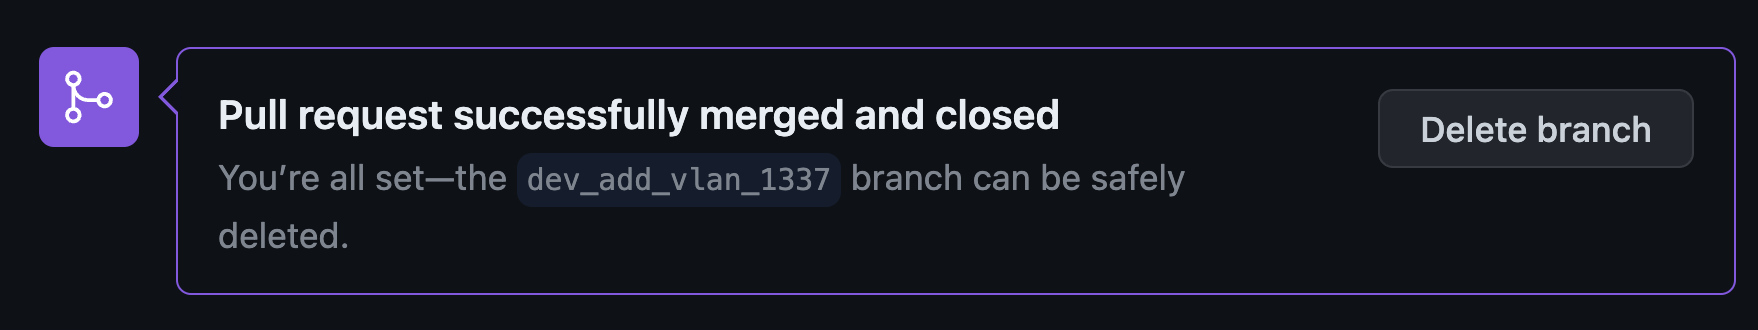 Pull request successfully merged and closed
Delete branch
You’re all set—the dev_add_vlan_1337 branch can be safely
deleted.